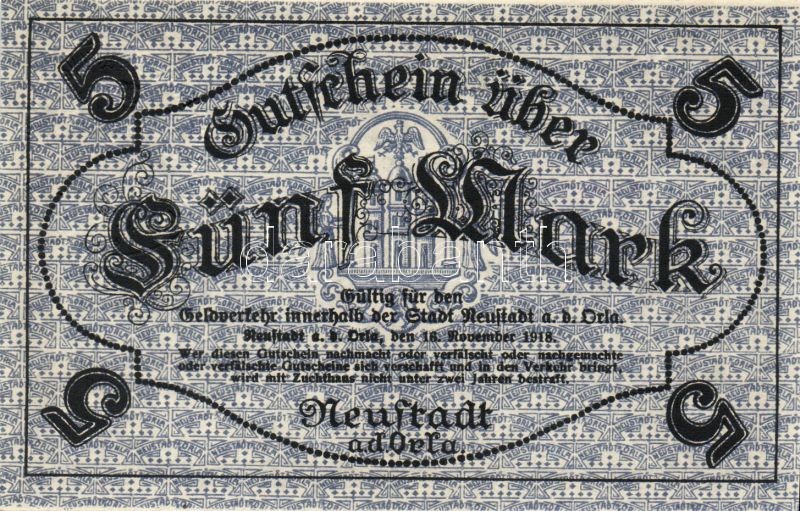 5 5
Gutschein über
Fünf Mark
darabanth
Gültig für den
Geldverkehr innerhalb der Stadt Neustadt a. d. Orla.
Neustadt a. d. Orla, den 18. November 1918.
Wer diesen Gutschein nachmacht oder verfälscht oder nachgemachte
oder verfälschte Gutscheine sich verschafft und in den Verkehr bringt,
wird mit Zuchthaus nicht unter zwei Jahren bestraft.
Neustadt
a.d.Orla.
5 5